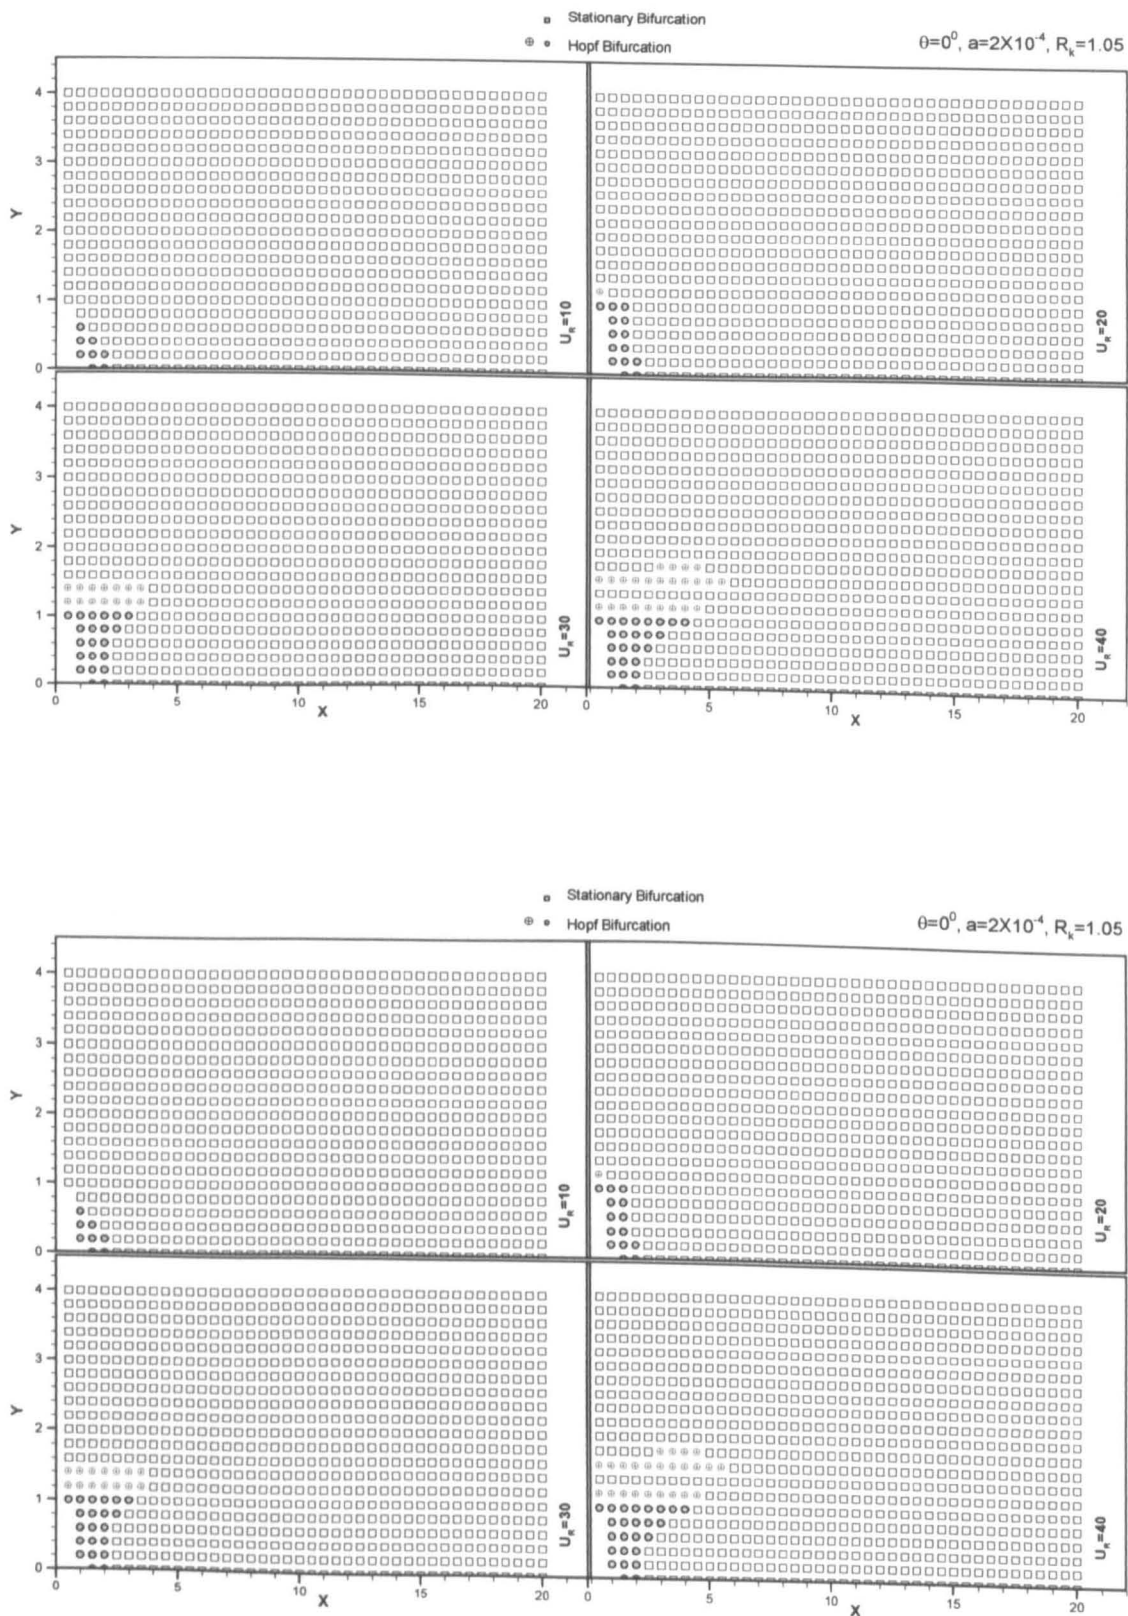 Stationary Bifurcation
Hopf Bifurcation
θ=0⁰, a=2X10⁻⁴, R_k=1.05
4
3
2
1
0
Y
U_R=10
U_R=20
4
3
2
1
0
Y
U_R=30
U_R=40
0 5 10 15 20 0 5 10 15 20
X X
Stationary Bifurcation
Hopf Bifurcation
θ=0⁰, a=2X10⁻⁴, R_k=1.05
4
3
2
1
0
Y
U_R=10
U_R=20
4
3
2
1
0
Y
U_R=30
U_R=40
0 5 10 15 20 5 10 15 20
X X